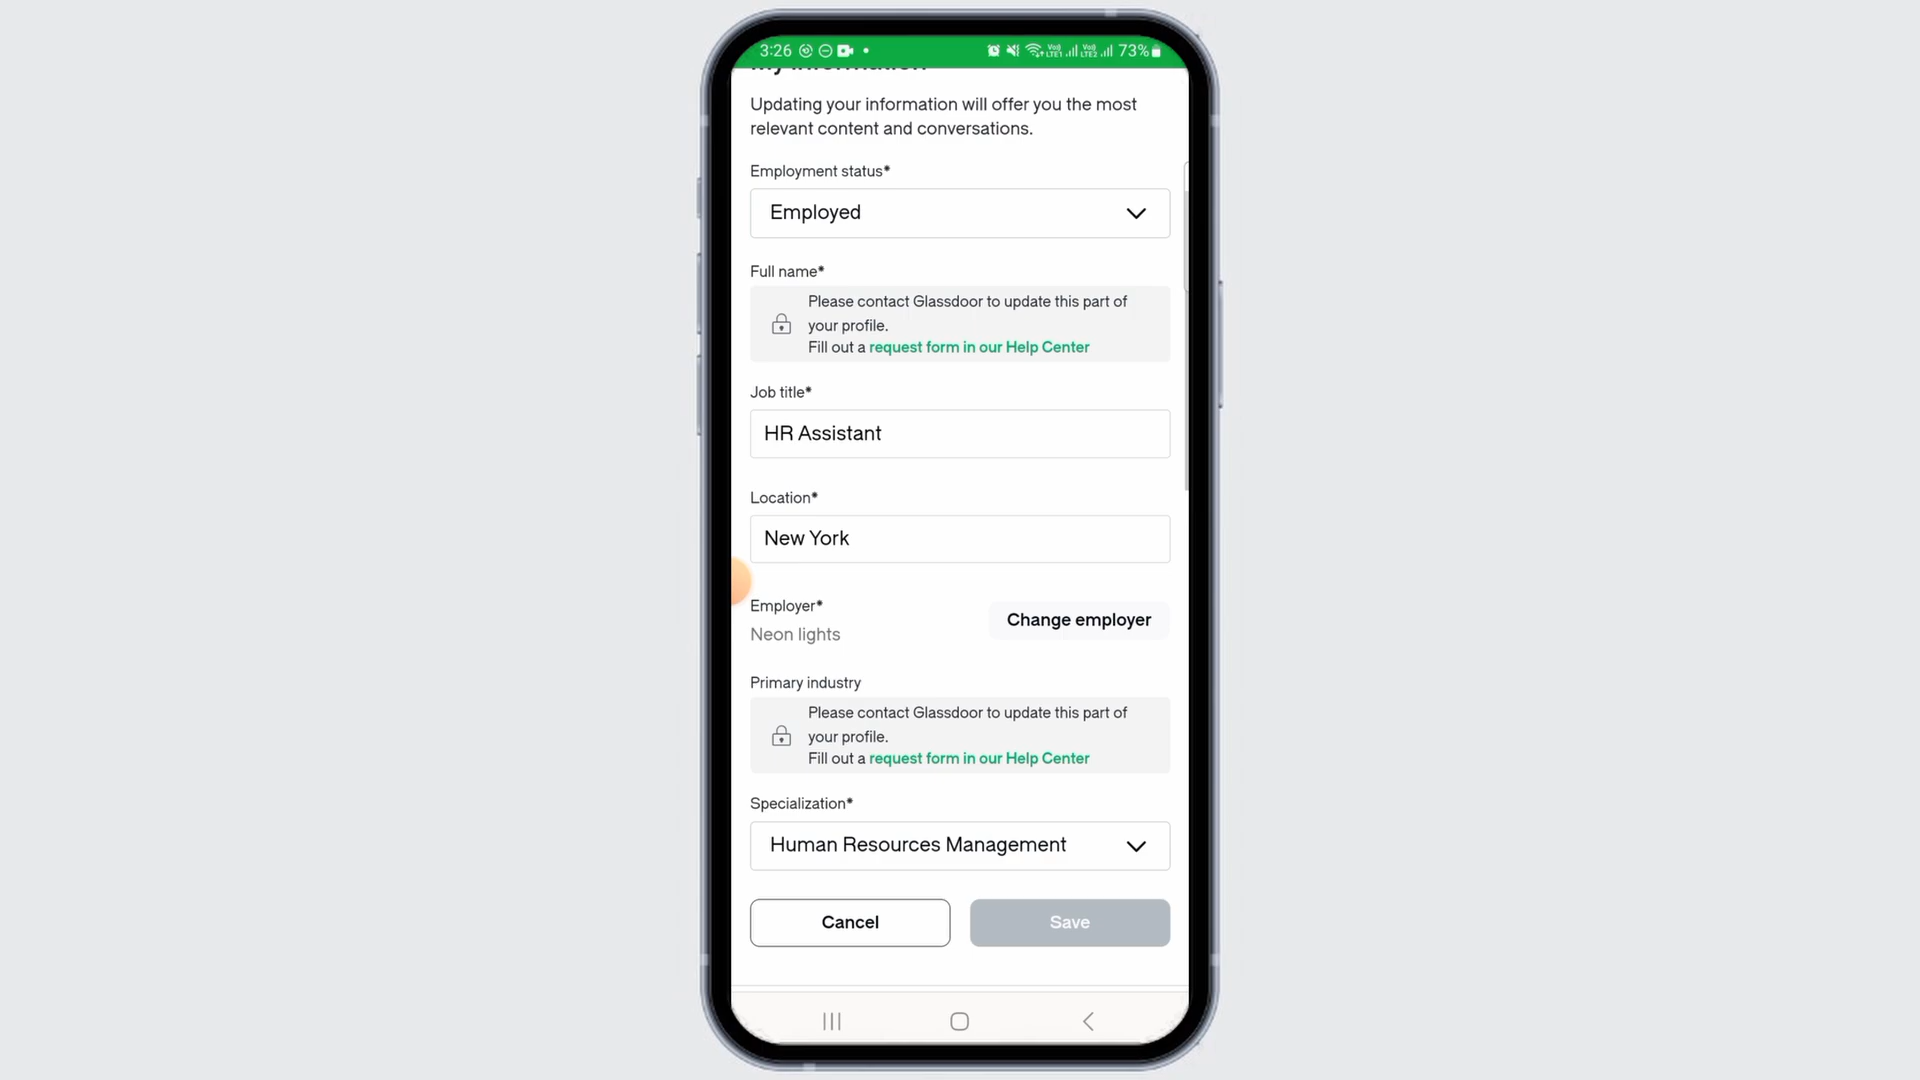 3:26 73%
My information
Updating your information will offer you the most
relevant content and conversations.
Employment status*
Employed
Full name*
Please contact Glassdoor to update this part of
your profile.
Fill out a request form in our Help Center
Job title*
HR Assistant
Location*
New York
Employer*
Neon lights
Change employer
Primary industry
Please contact Glassdoor to update this part of
your profile.
Fill out a request form in our Help Center
Specialization*
Human Resources Management
Cancel Save